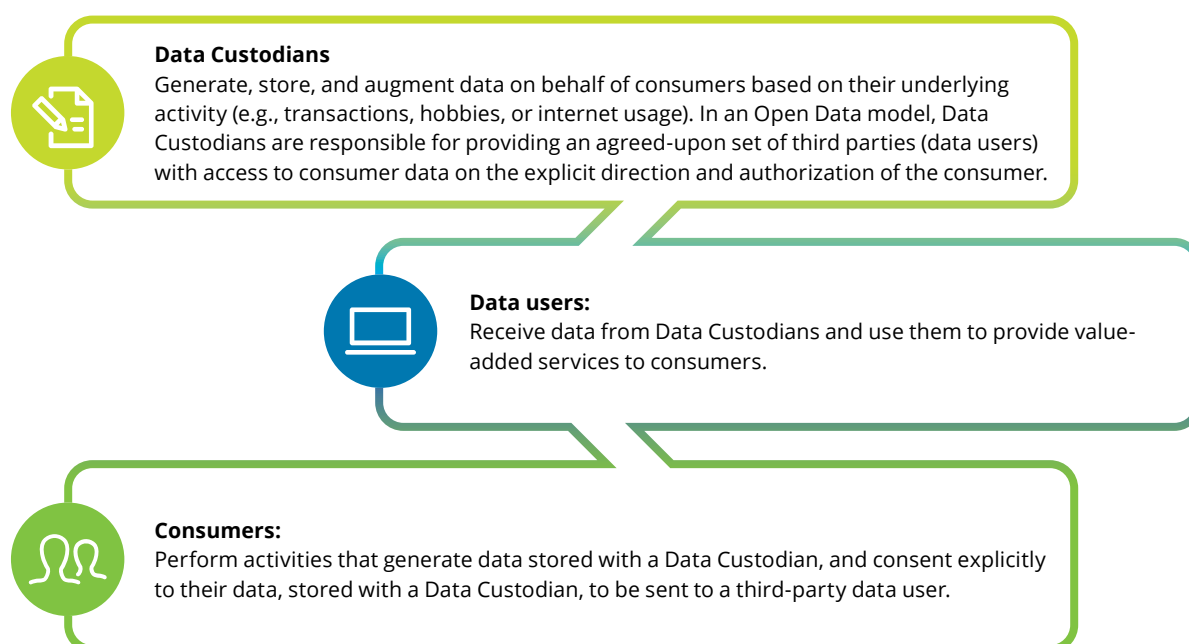 Data Custodians
Generate, store, and augment data on behalf of consumers based on their underlying
activity (e.g., transactions, hobbies, or internet usage). In an Open Data model, Data
Custodians are responsible for providing an agreed-upon set of third parties (data users)
with access to consumer data on the explicit direction and authorization of the consumer.
Data users:
Receive data from Data Custodians and use them to provide value-
added services to consumers.
Consumers:
Perform activities that generate data stored with a Data Custodian, and consent explicitly
to their data, stored with a Data Custodian, to be sent to a third-party data user.